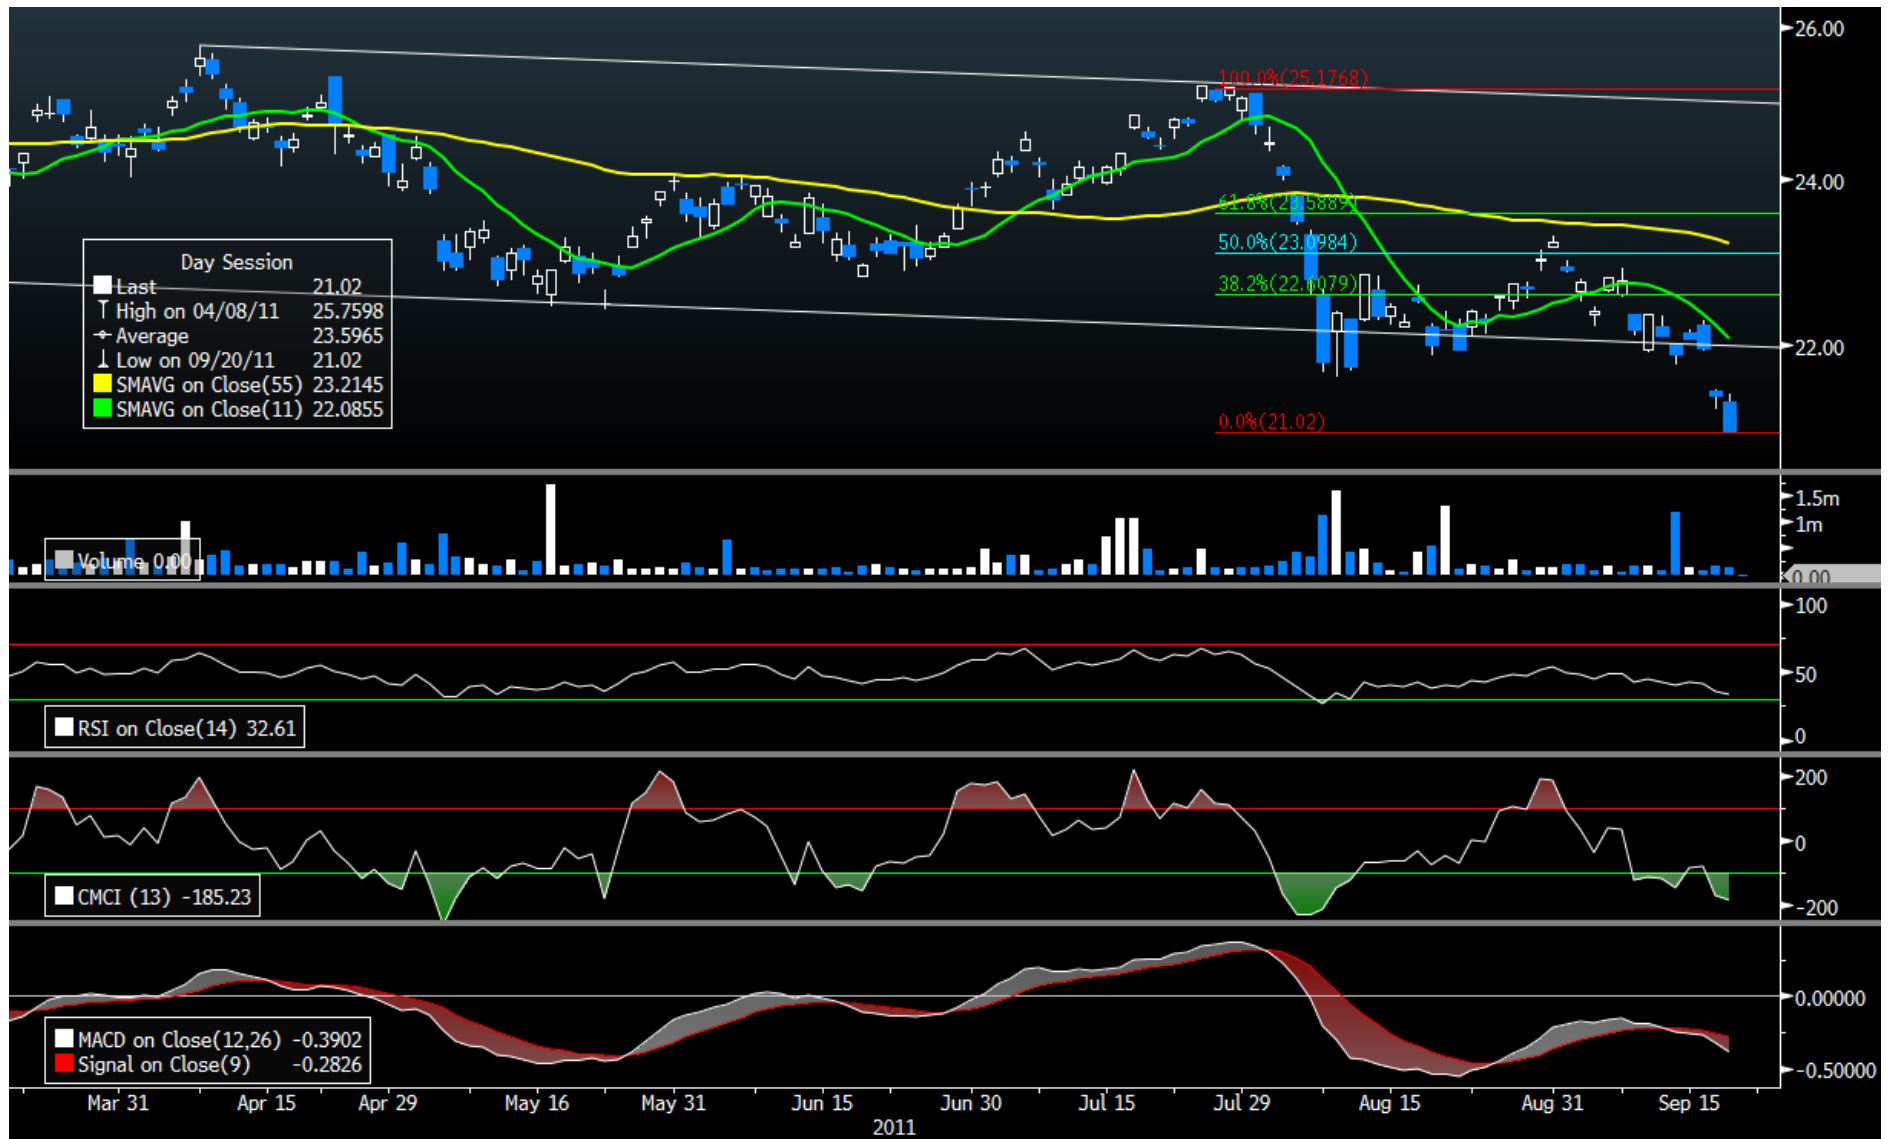 26.00
100.0%(25.1768)
24.00
61.8%(23.5889)
50.0%(23.0984)
38.2%(22.6079)
22.00
0.0%(21.02)
Day Session
Last 21.02
High on 04/08/11 25.7598
Average 23.5965
Low on 09/20/11 21.02
SMAVG on Close(55) 23.2145
SMAVG on Close(11) 22.0855
1.5m
1m
Volume 0.00
0.00
100
50
RSI on Close(14) 32.61
0
200
0
CMCI (13) -185.23
-200
0.00000
MACD on Close(12,26) -0.3902
Signal on Close(9) -0.2826
-0.50000
Mar 31 Apr 15 Apr 29 May 16 May 31 Jun 15 Jun 30 Jul 15 Jul 29 Aug 15 Aug 31 Sep 15
2011